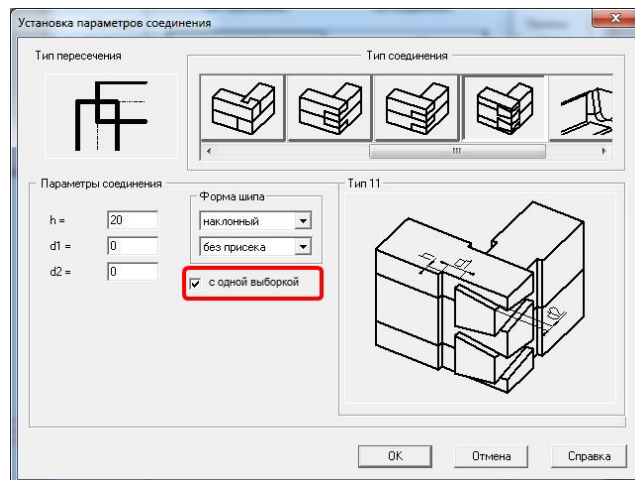 Установка параметров соединения
Тип пересечения
Тип соединения
Параметры соединения
h =
20
d1 =
0
d2 =
0
Форма шипа
наклонный
без присека
с одной выборкой
Тип 11
h
d1
d2
OK
Отмена
Справка